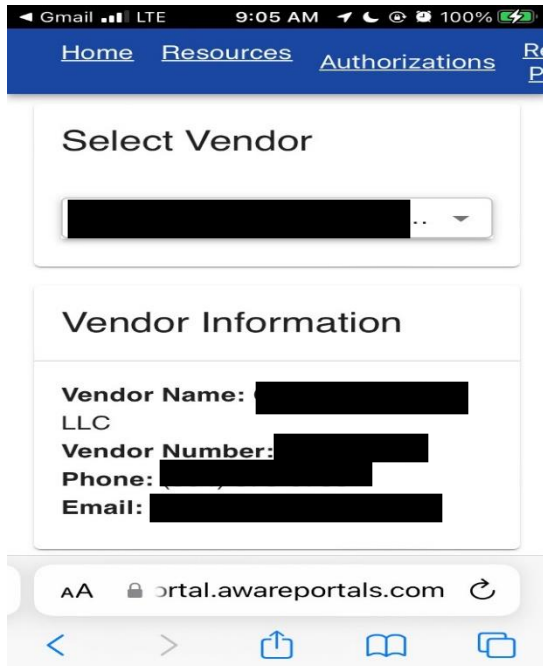 ◀ Gmail LTE 9:05 AM 100%
Home Resources Authorizations
Select Vendor
..
Vendor Information
Vendor Name:
LLC
Vendor Number:
Phone:
Email:
AA ortal.awareportals.com